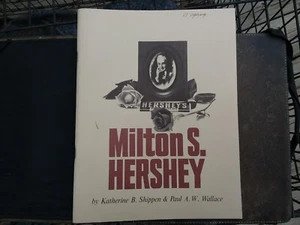 HERSHEY'S
Milton S.
HERSHEY
by Katherine B. Shippen & Paul A. W. Wallace